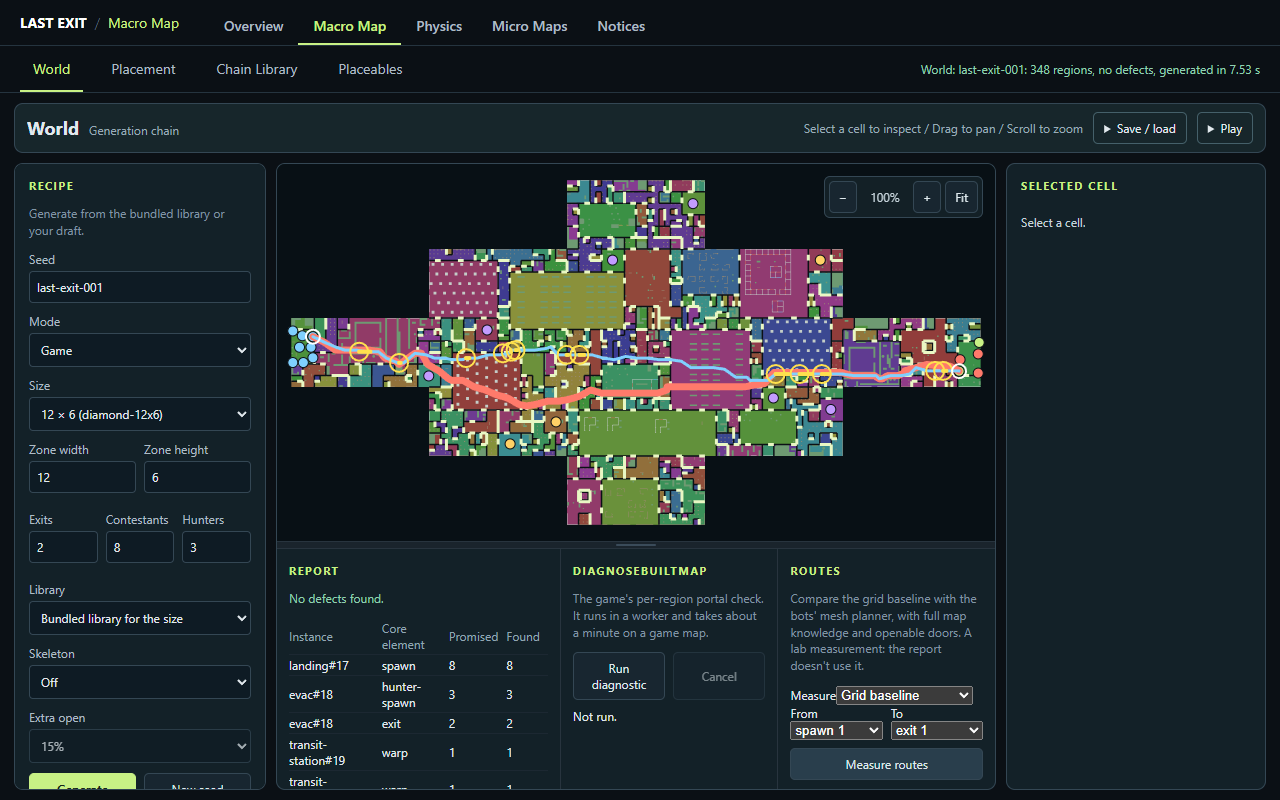 LAST EXIT / Macro Map
Overview
Macro Map
Physics
Micro Maps
Notices
World
Placement
Chain Library
Placeables
World: last-exit-001: 348 regions, no defects, generated in 7.53 s
World Generation chain
Select a cell to inspect / Drag to pan / Scroll to zoom
Save / load
Play
RECIPE
Generate from the bundled library or
your draft.
Seed
last-exit-001
Mode
Game
Size
12 × 6 (diamond-12x6)
Zone width Zone height
12 6
Exits Contestants Hunters
2 8 3
Library
Bundled library for the size
Skeleton
Off
Extra open
15%
Generate New seed
− 100% + Fit
REPORT
No defects found.
Instance Core element Promised Found
landing#17 spawn 8 8
evac#18 hunter-spawn 3 3
evac#18 exit 2 2
transit-station#19 warp 1 1
transit- warp 1 1
DIAGNOSEBUILTMAP
The game's per-region portal check.
It runs in a worker and takes about
a minute on a game map.
Run
diagnostic
Cancel
Not run.
ROUTES
Compare the grid baseline with the
bots' mesh planner, with full map
knowledge and openable doors. A
lab measurement: the report
doesn't use it.
Measure Grid baseline
From To
spawn 1 exit 1
Measure routes
SELECTED CELL
Select a cell.